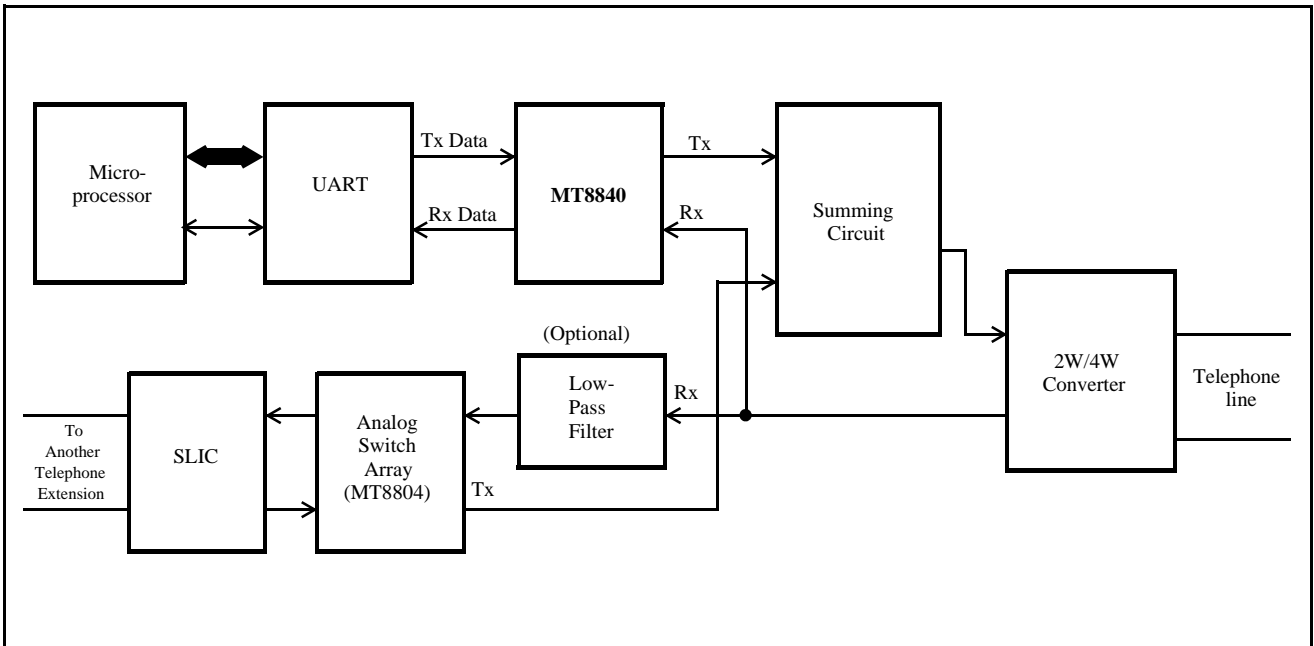 Micro-
processor
UART
Tx Data
Rx Data
MT8840
Tx
Rx
Summing
Circuit
2W/4W
Converter
Telephone
line
(Optional)
Low-
Pass
Filter
Rx
Analog
Switch
Array
(MT8804)
Tx
SLIC
To
Another
Telephone
Extension